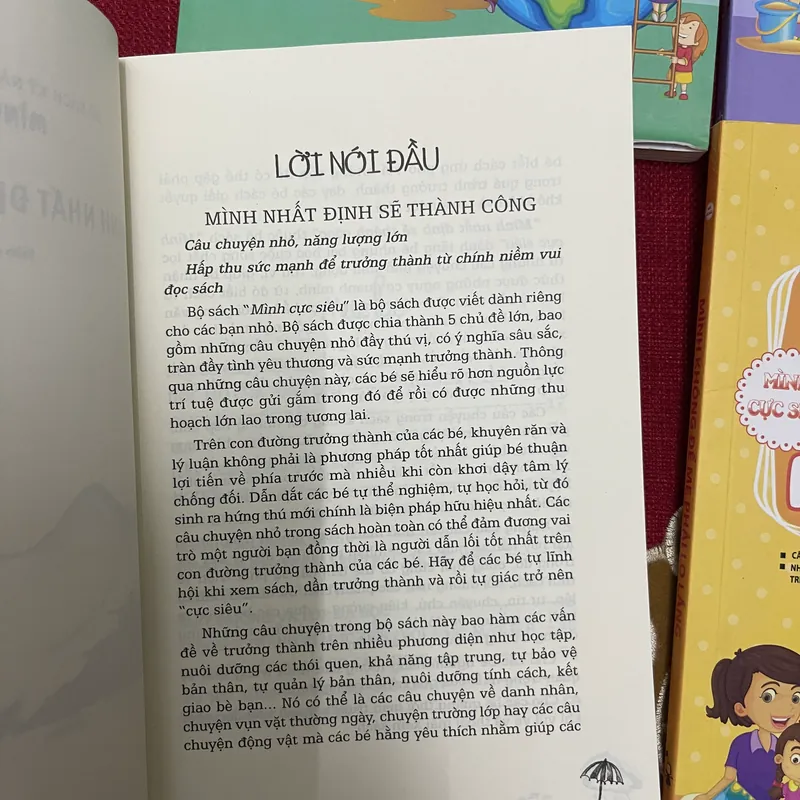 LỜI NÓI ĐẦU
MÌNH NHẤT ĐỊNH SẼ THÀNH CÔNG
Câu chuyện nhỏ, năng lượng lớn
Hấp thu sức mạnh để trưởng thành từ chính niềm vui
đọc sách
Bộ sách “Mình cực siêu” là bộ sách được viết dành riêng
cho các bạn nhỏ. Bộ sách được chia thành 5 chủ đề lớn, bao
gồm những câu chuyện nhỏ đầy thú vị, có ý nghĩa sâu sắc,
tràn đầy tình yêu thương và sức mạnh trưởng thành. Thông
qua những câu chuyện này, các bé sẽ hiểu rõ hơn nguồn lực
trí tuệ được gửi gắm trong đó để rồi có được những thu
hoạch lớn lao trong tương lai.
Trên con đường trưởng thành của các bé, khuyên răn và
lý luận không phải là phương pháp tốt nhất giúp bé thuận
lợi tiến về phía trước mà nhiều khi còn khơi dậy tâm lý
chống đối. Dẫn dắt các bé tự thể nghiệm, tự học hỏi, từ đó
sinh ra hứng thú mới chính là biện pháp hữu hiệu nhất. Các
câu chuyện nhỏ trong sách hoàn toàn có thể đảm đương vai
trò một người bạn đồng thời là người dẫn lối tốt nhất trên
con đường trưởng thành của các bé. Hãy để các bé tự lĩnh
hội khi xem sách, dần trưởng thành và rồi tự giác trở nên
“cực siêu”.
Những câu chuyện trong bộ sách này bao hàm các vấn
đề về trưởng thành trên nhiều phương diện như học tập,
nuôi dưỡng các thói quen, khả năng tập trung, tự bảo vệ
bản thân, tự quản lý bản thân, nuôi dưỡng tính cách, kết
giao bè bạn... Nó có thể là các câu chuyện về danh nhân,
chuyện vụn vặt thường ngày, chuyện trường lớp hay các câu
chuyện động vật mà các bé hằng yêu thích nhằm giúp các
MÌNH KHÔNG ĐỂ MẸ PHẢI LO LẮNG
MÌNH
CỰC S